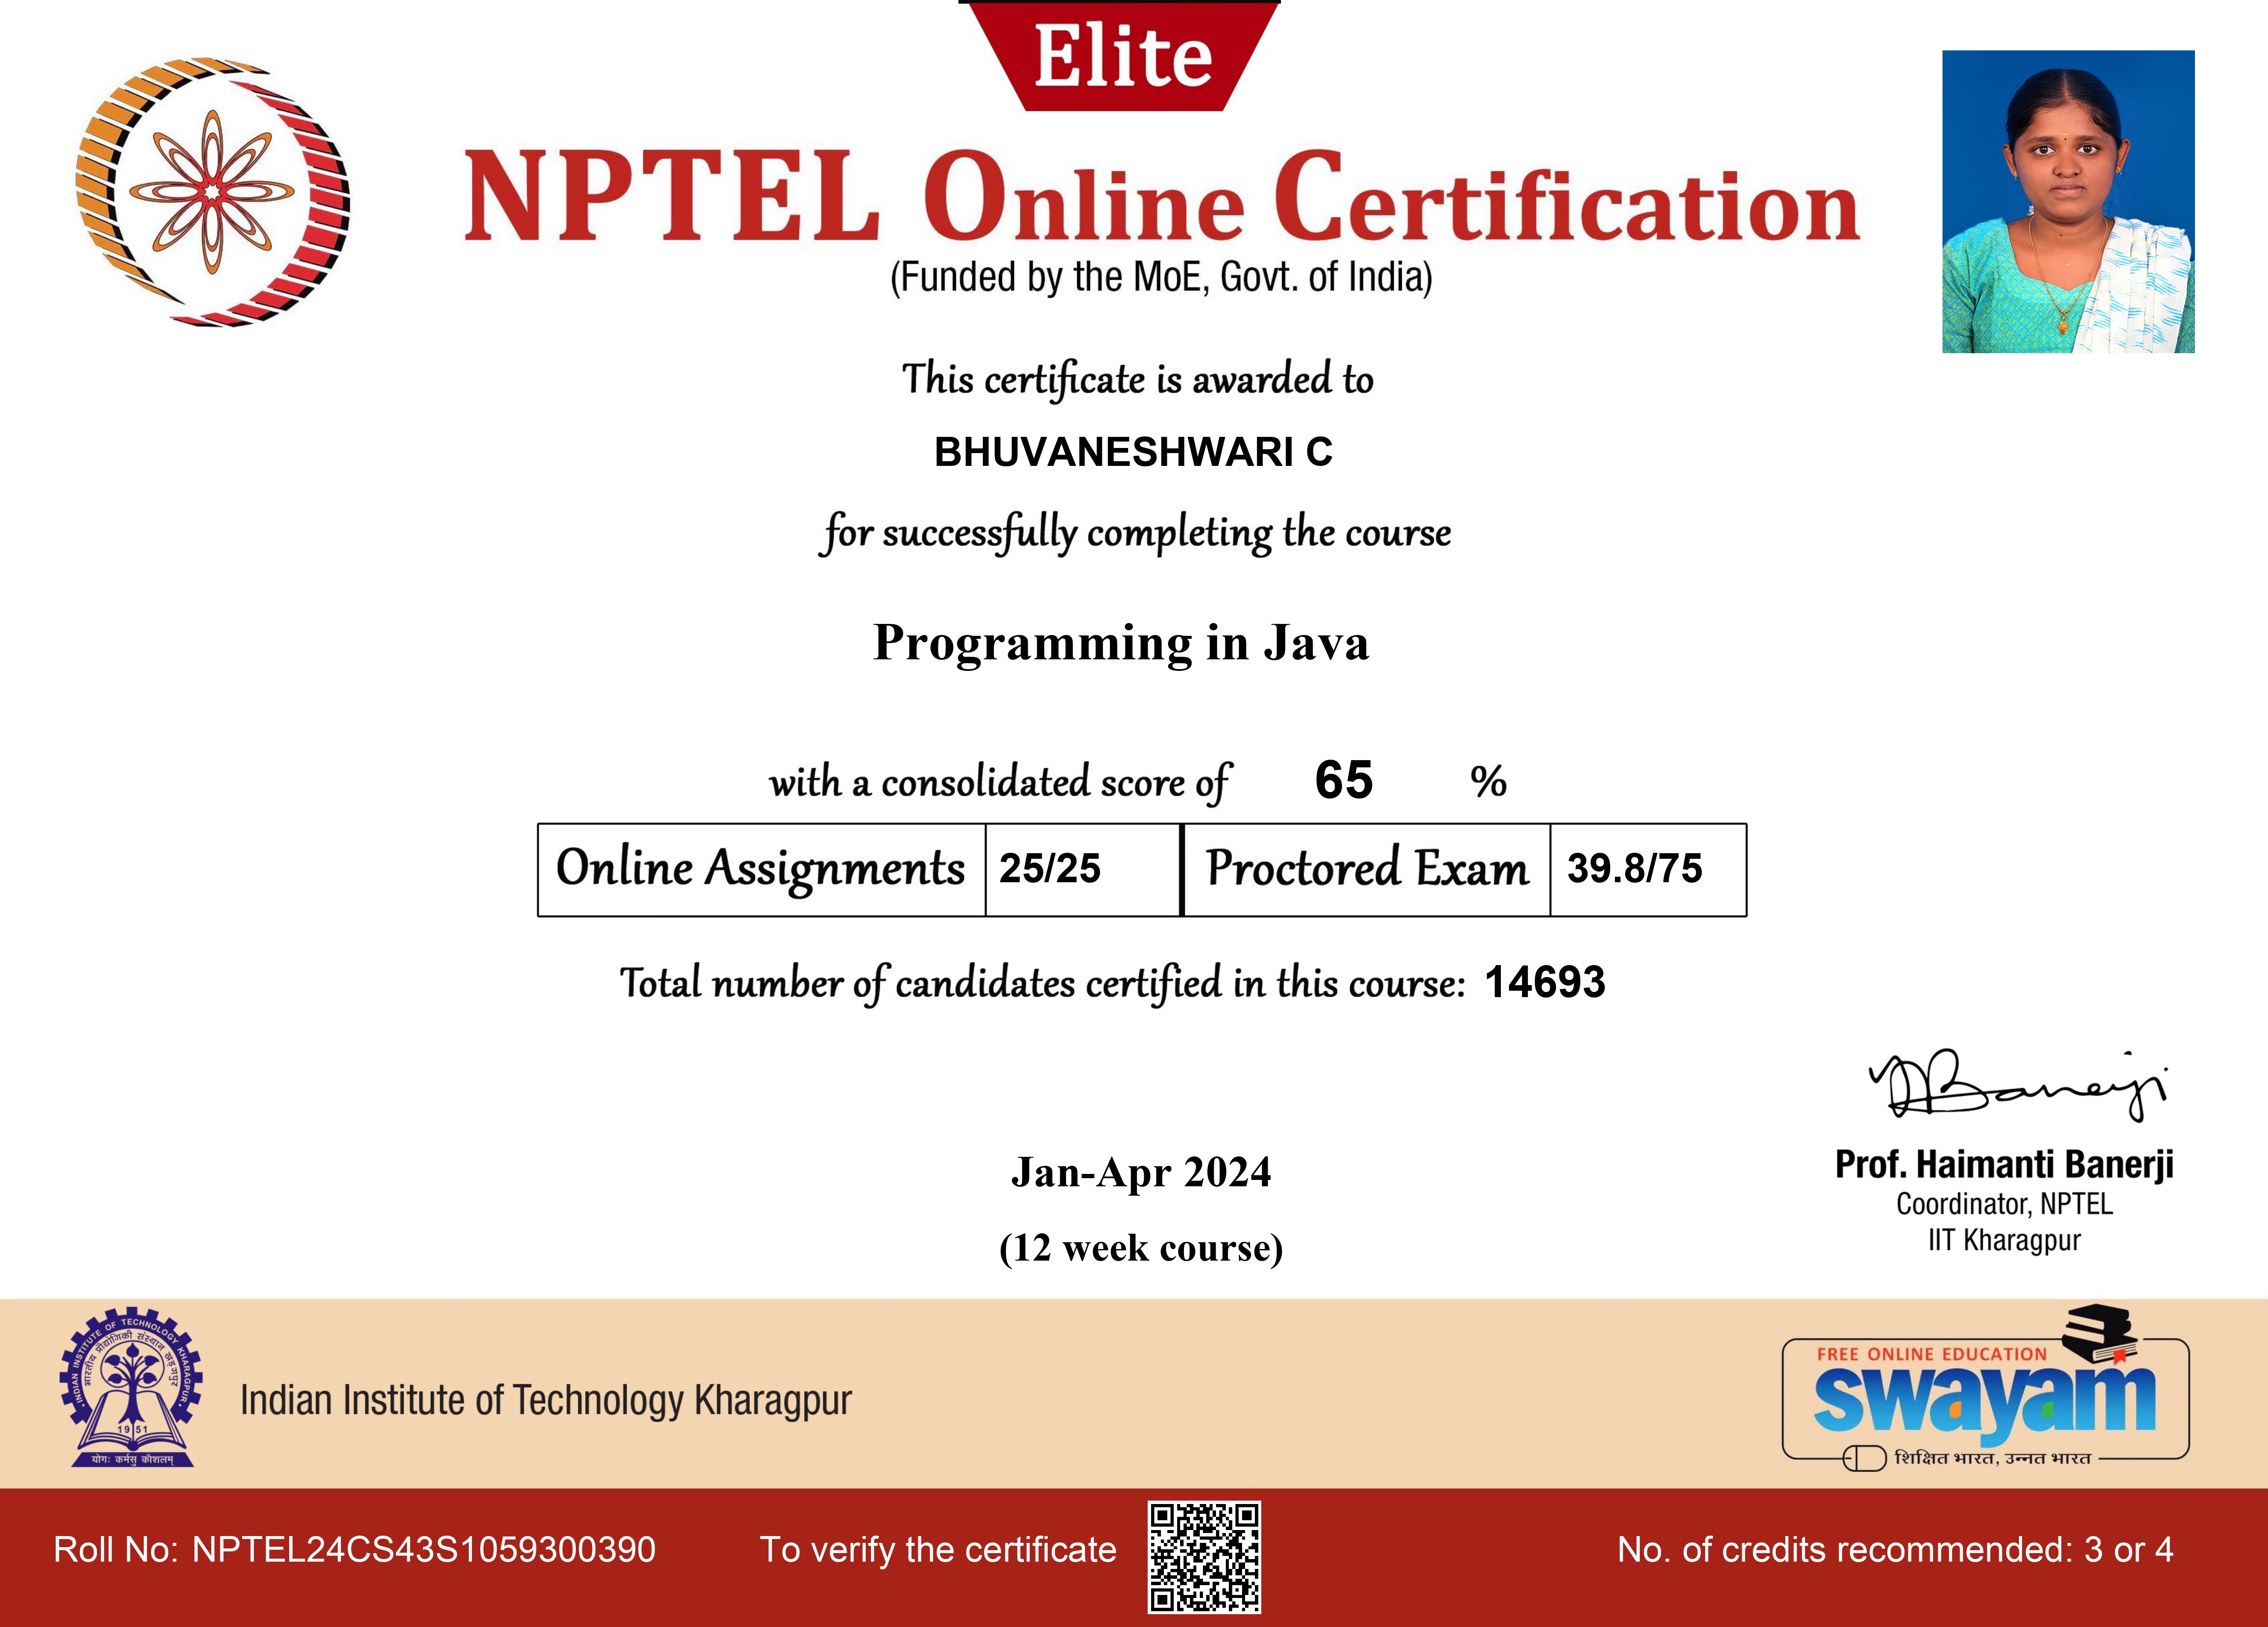 Elite
NPTEL Online Certification
(Funded by the MoE, Govt. of India)
This certificate is awarded to
BHUVANESHWARI C
for successfully completing the course
Programming in Java
with a consolidated score of 65 %
Online Assignments 25/25 Proctored Exam 39.8/75
Total number of candidates certified in this course: 14693
Banerji
Prof. Haimanti Banerji
Coordinator, NPTEL
IIT Kharagpur
Jan-Apr 2024
(12 week course)
INDIAN INSTITUTE OF TECHNOLOGY KHARAGPUR
भारतीय प्रौद्योगिकी संस्थान खड़गपुर
19 51
योगः कर्मसु कौशलम्
Indian Institute of Technology Kharagpur
FREE ONLINE EDUCATION
swayam
शिक्षित भारत, उन्नत भारत
Roll No: NPTEL24CS43S1059300390
To verify the certificate
No. of credits recommended: 3 or 4